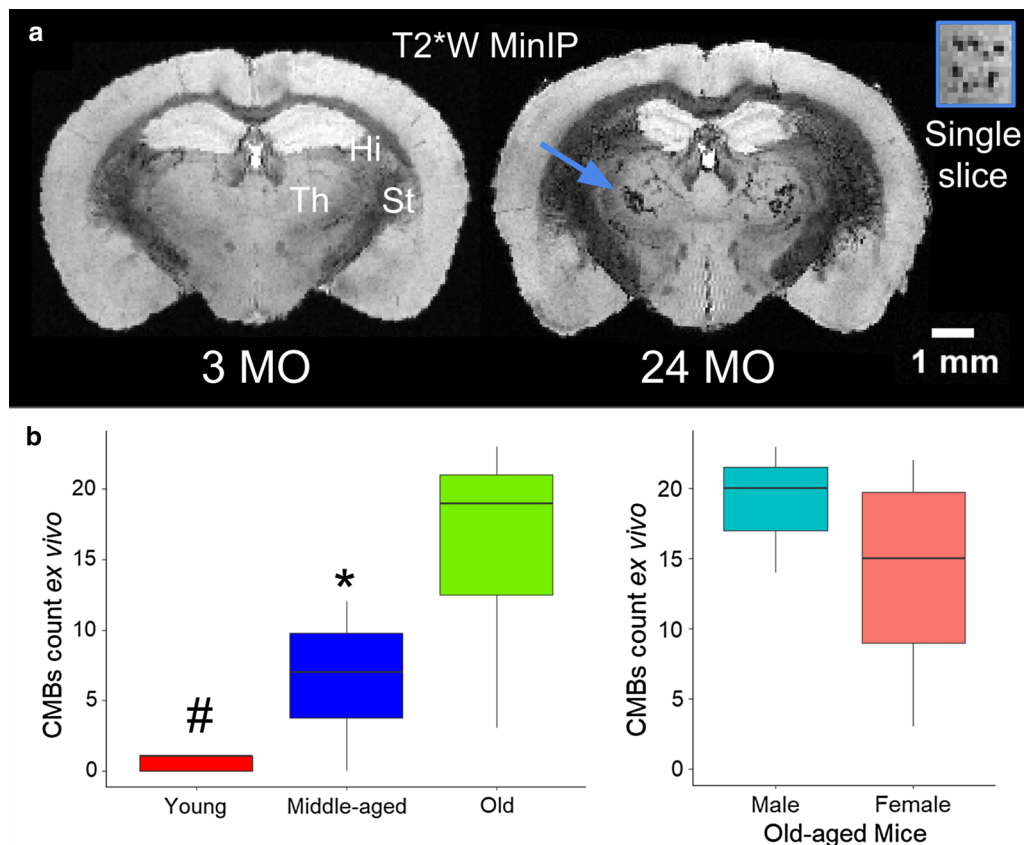 a
T2*W MinIP
Single
slice
Hi
Th
St
3 MO
24 MO
1 mm
b
CMBs count ex vivo
20
15
10
5
0
#
*
Young
Middle-aged
Old
CMBs count ex vivo
20
15
10
5
0
Male
Female
Old-aged Mice